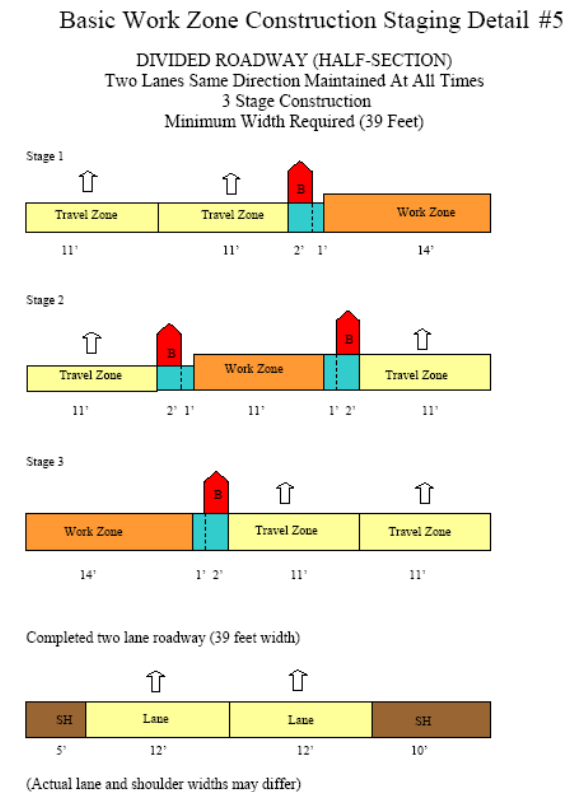 Basic Work Zone Construction Staging Detail #5
DIVIDED ROADWAY (HALF-SECTION)
Two Lanes Same Direction Maintained At All Times
3 Stage Construction
Minimum Width Required (39 Feet)
Stage 1
B
Travel Zone Travel Zone Work Zone
11' 11' 2' 1' 14'
Stage 2
B B
Travel Zone Work Zone Travel Zone
11' 2' 1' 11' 1' 2' 11'
Stage 3
B
Work Zone Travel Zone Travel Zone
14' 1' 2' 11' 11'
Completed two lane roadway (39 feet width)
SH Lane Lane SH
5' 12' 12' 10'
(Actual lane and shoulder widths may differ)